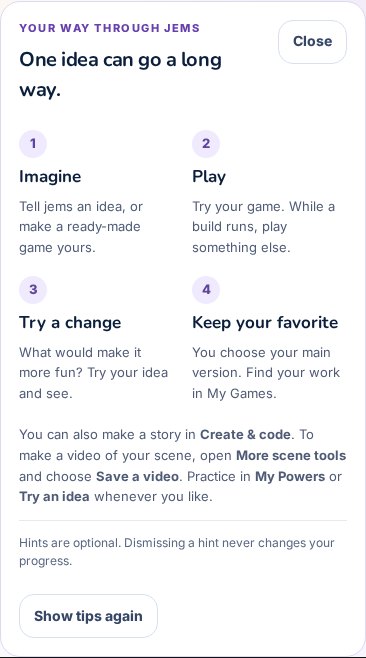 YOUR WAY THROUGH JEMS
Close
One idea can go a long
way.
1
Imagine
Tell jems an idea, or
make a ready-made
game yours.
2
Play
Try your game. While a
build runs, play
something else.
3
Try a change
What would make it
more fun? Try your idea
and see.
4
Keep your favorite
You choose your main
version. Find your work
in My Games.
You can also make a story in Create & code. To
make a video of your scene, open More scene tools
and choose Save a video. Practice in My Powers or
Try an idea whenever you like.
Hints are optional. Dismissing a hint never changes your
progress.
Show tips again